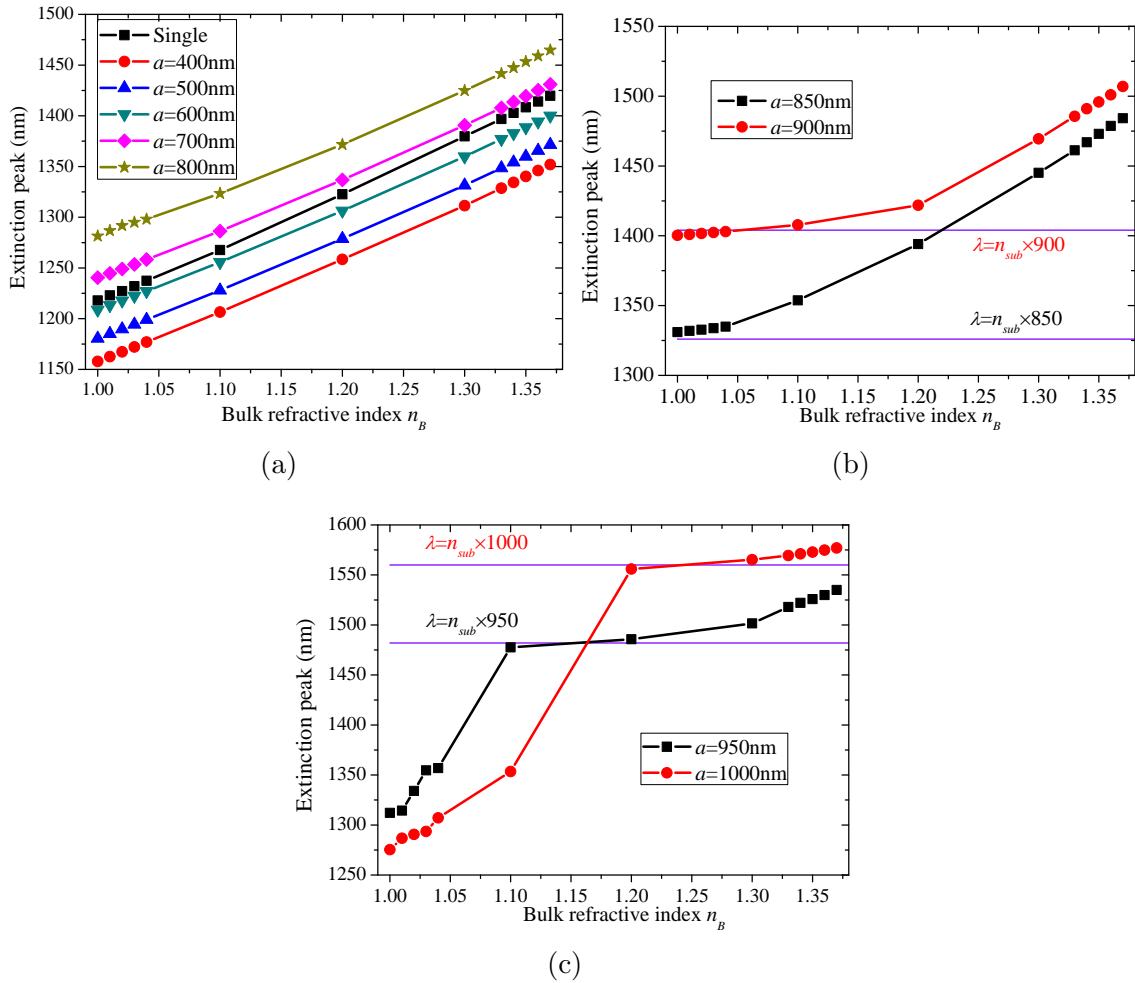 1500
1450
1400
1350
1300
1250
1200
1150
Extinction peak (nm)
Single
a=400nm
a=500nm
a=600nm
a=700nm
a=800nm
1.00 1.05 1.10 1.15 1.20 1.25 1.30 1.35
Bulk refractive index n_B
(a)
1550
1500
1450
1400
1350
1300
Extinction peak (nm)
a=850nm
a=900nm
λ=n_sub×900
λ=n_sub×850
1.00 1.05 1.10 1.15 1.20 1.25 1.30 1.35
Bulk refractive index n_B
(b)
1600
1550
1500
1450
1400
1350
1300
1250
Extinction peak (nm)
λ=n_sub×1000
λ=n_sub×950
a=950nm
a=1000nm
1.00 1.05 1.10 1.15 1.20 1.25 1.30 1.35
Bulk refractive index n_B
(c)